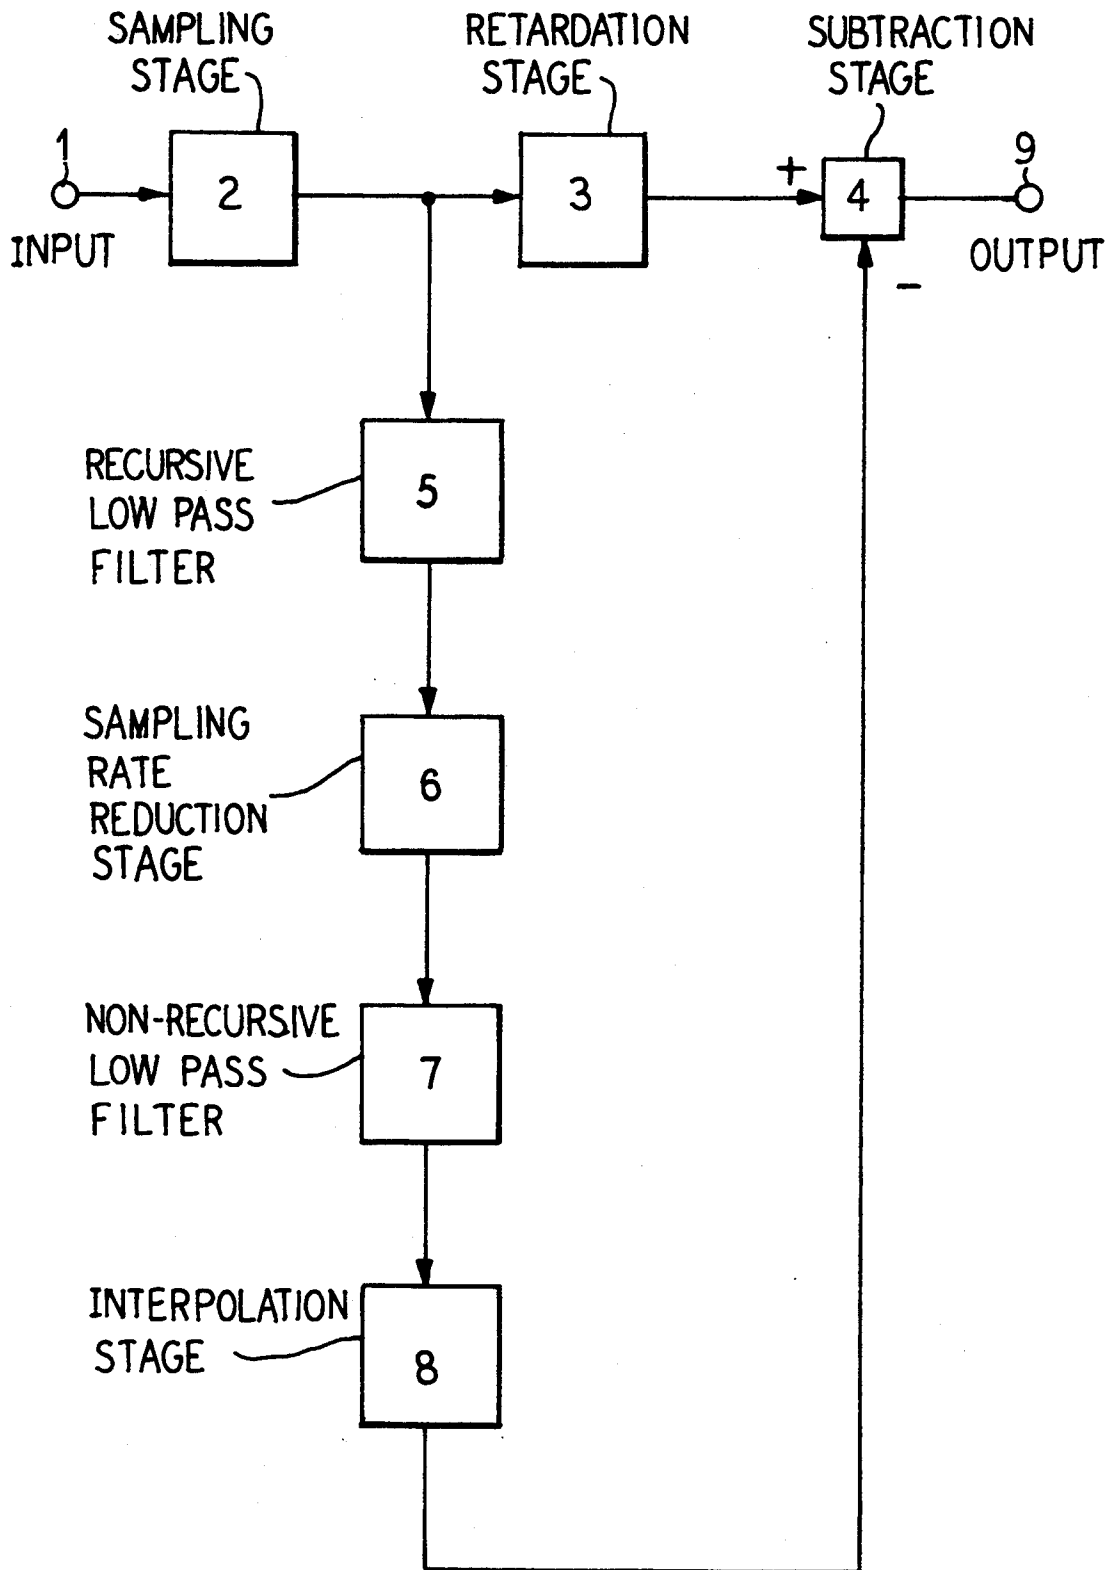 SAMPLING
STAGE
RETARDATION
STAGE
SUBTRACTION
STAGE
1
2
3
+
4
9
INPUT
OUTPUT
-
RECURSIVE
LOW PASS
FILTER
5
SAMPLING
RATE
REDUCTION
STAGE
6
NON-RECURSIVE
LOW PASS
FILTER
7
INTERPOLATION
STAGE
8